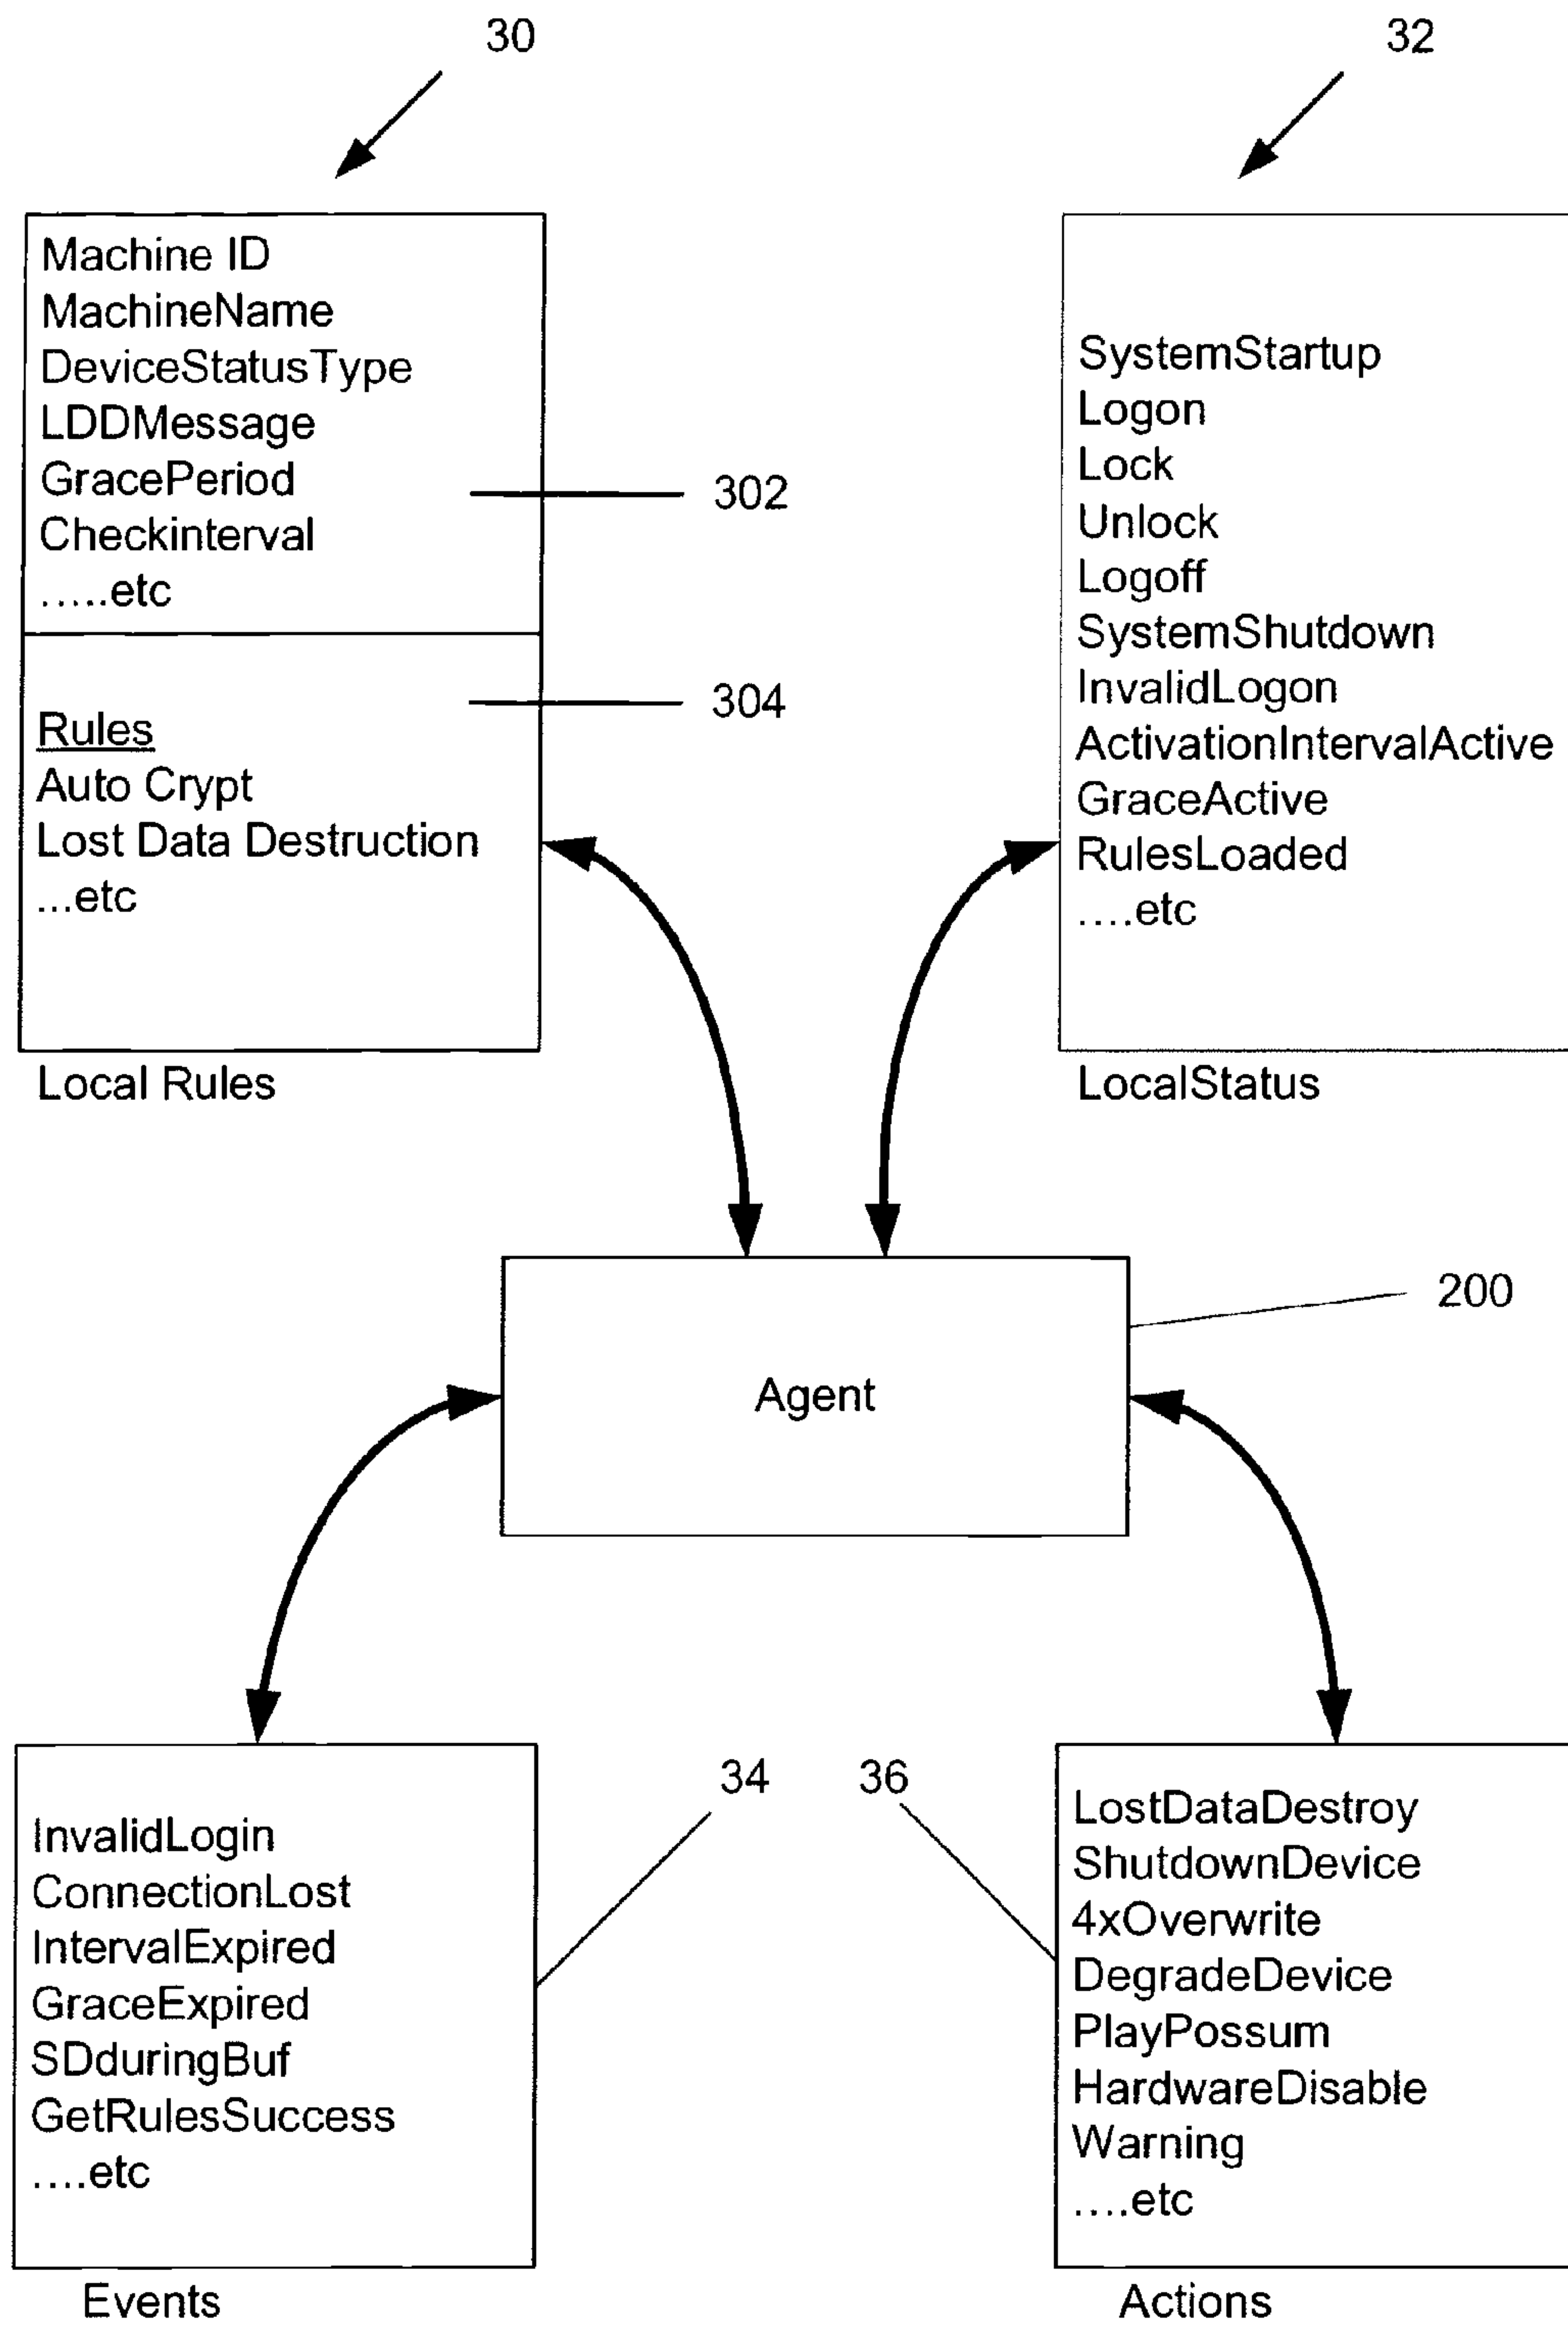 30
32
Machine ID
MachineName
DeviceStatusType
LDDMessage
GracePeriod
Checkinterval
.....etc
302
304
Rules
Auto Crypt
Lost Data Destruction
...etc
Local Rules
SystemStartup
Logon
Lock
Unlock
Logoff
SystemShutdown
InvalidLogon
ActivationIntervalActive
GraceActive
RulesLoaded
....etc
LocalStatus
200
Agent
34
36
InvalidLogin
ConnectionLost
IntervalExpired
GraceExpired
SDduringBuf
GetRulesSuccess
....etc
Events
LostDataDestroy
ShutdownDevice
4xOverwrite
DegradeDevice
PlayPossum
HardwareDisable
Warning
....etc
Actions